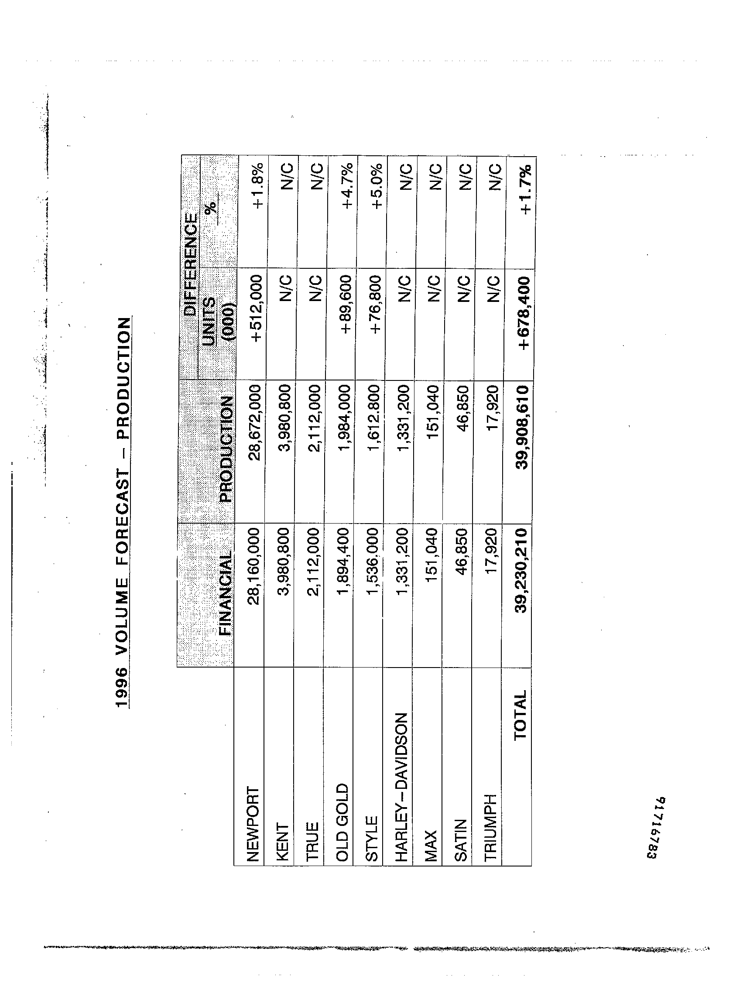 1996 VOLUME FORECAST – PRODUCTION
DIFFERENCE
FINANCIAL PRODUCTION UNITS (000) %
NEWPORT 28,160,000 28,672,000 +512,000 +1.8%
KENT 3,980,800 3,980,800 N/C N/C
TRUE 2,112,000 2,112,000 N/C N/C
OLD GOLD 1,894,400 1,984,000 +89,600 +4.7%
STYLE 1,536,000 1,612.800 +76,800 +5.0%
HARLEY–DAVIDSON 1,331,200 1,331,200 N/C N/C
MAX 151,040 151,040 N/C N/C
SATIN 46,850 46,850 N/C N/C
TRIUMPH 17,920 17,920 N/C N/C
TOTAL 39,230,210 39,908,610 +678,400 +1.7%
91716783